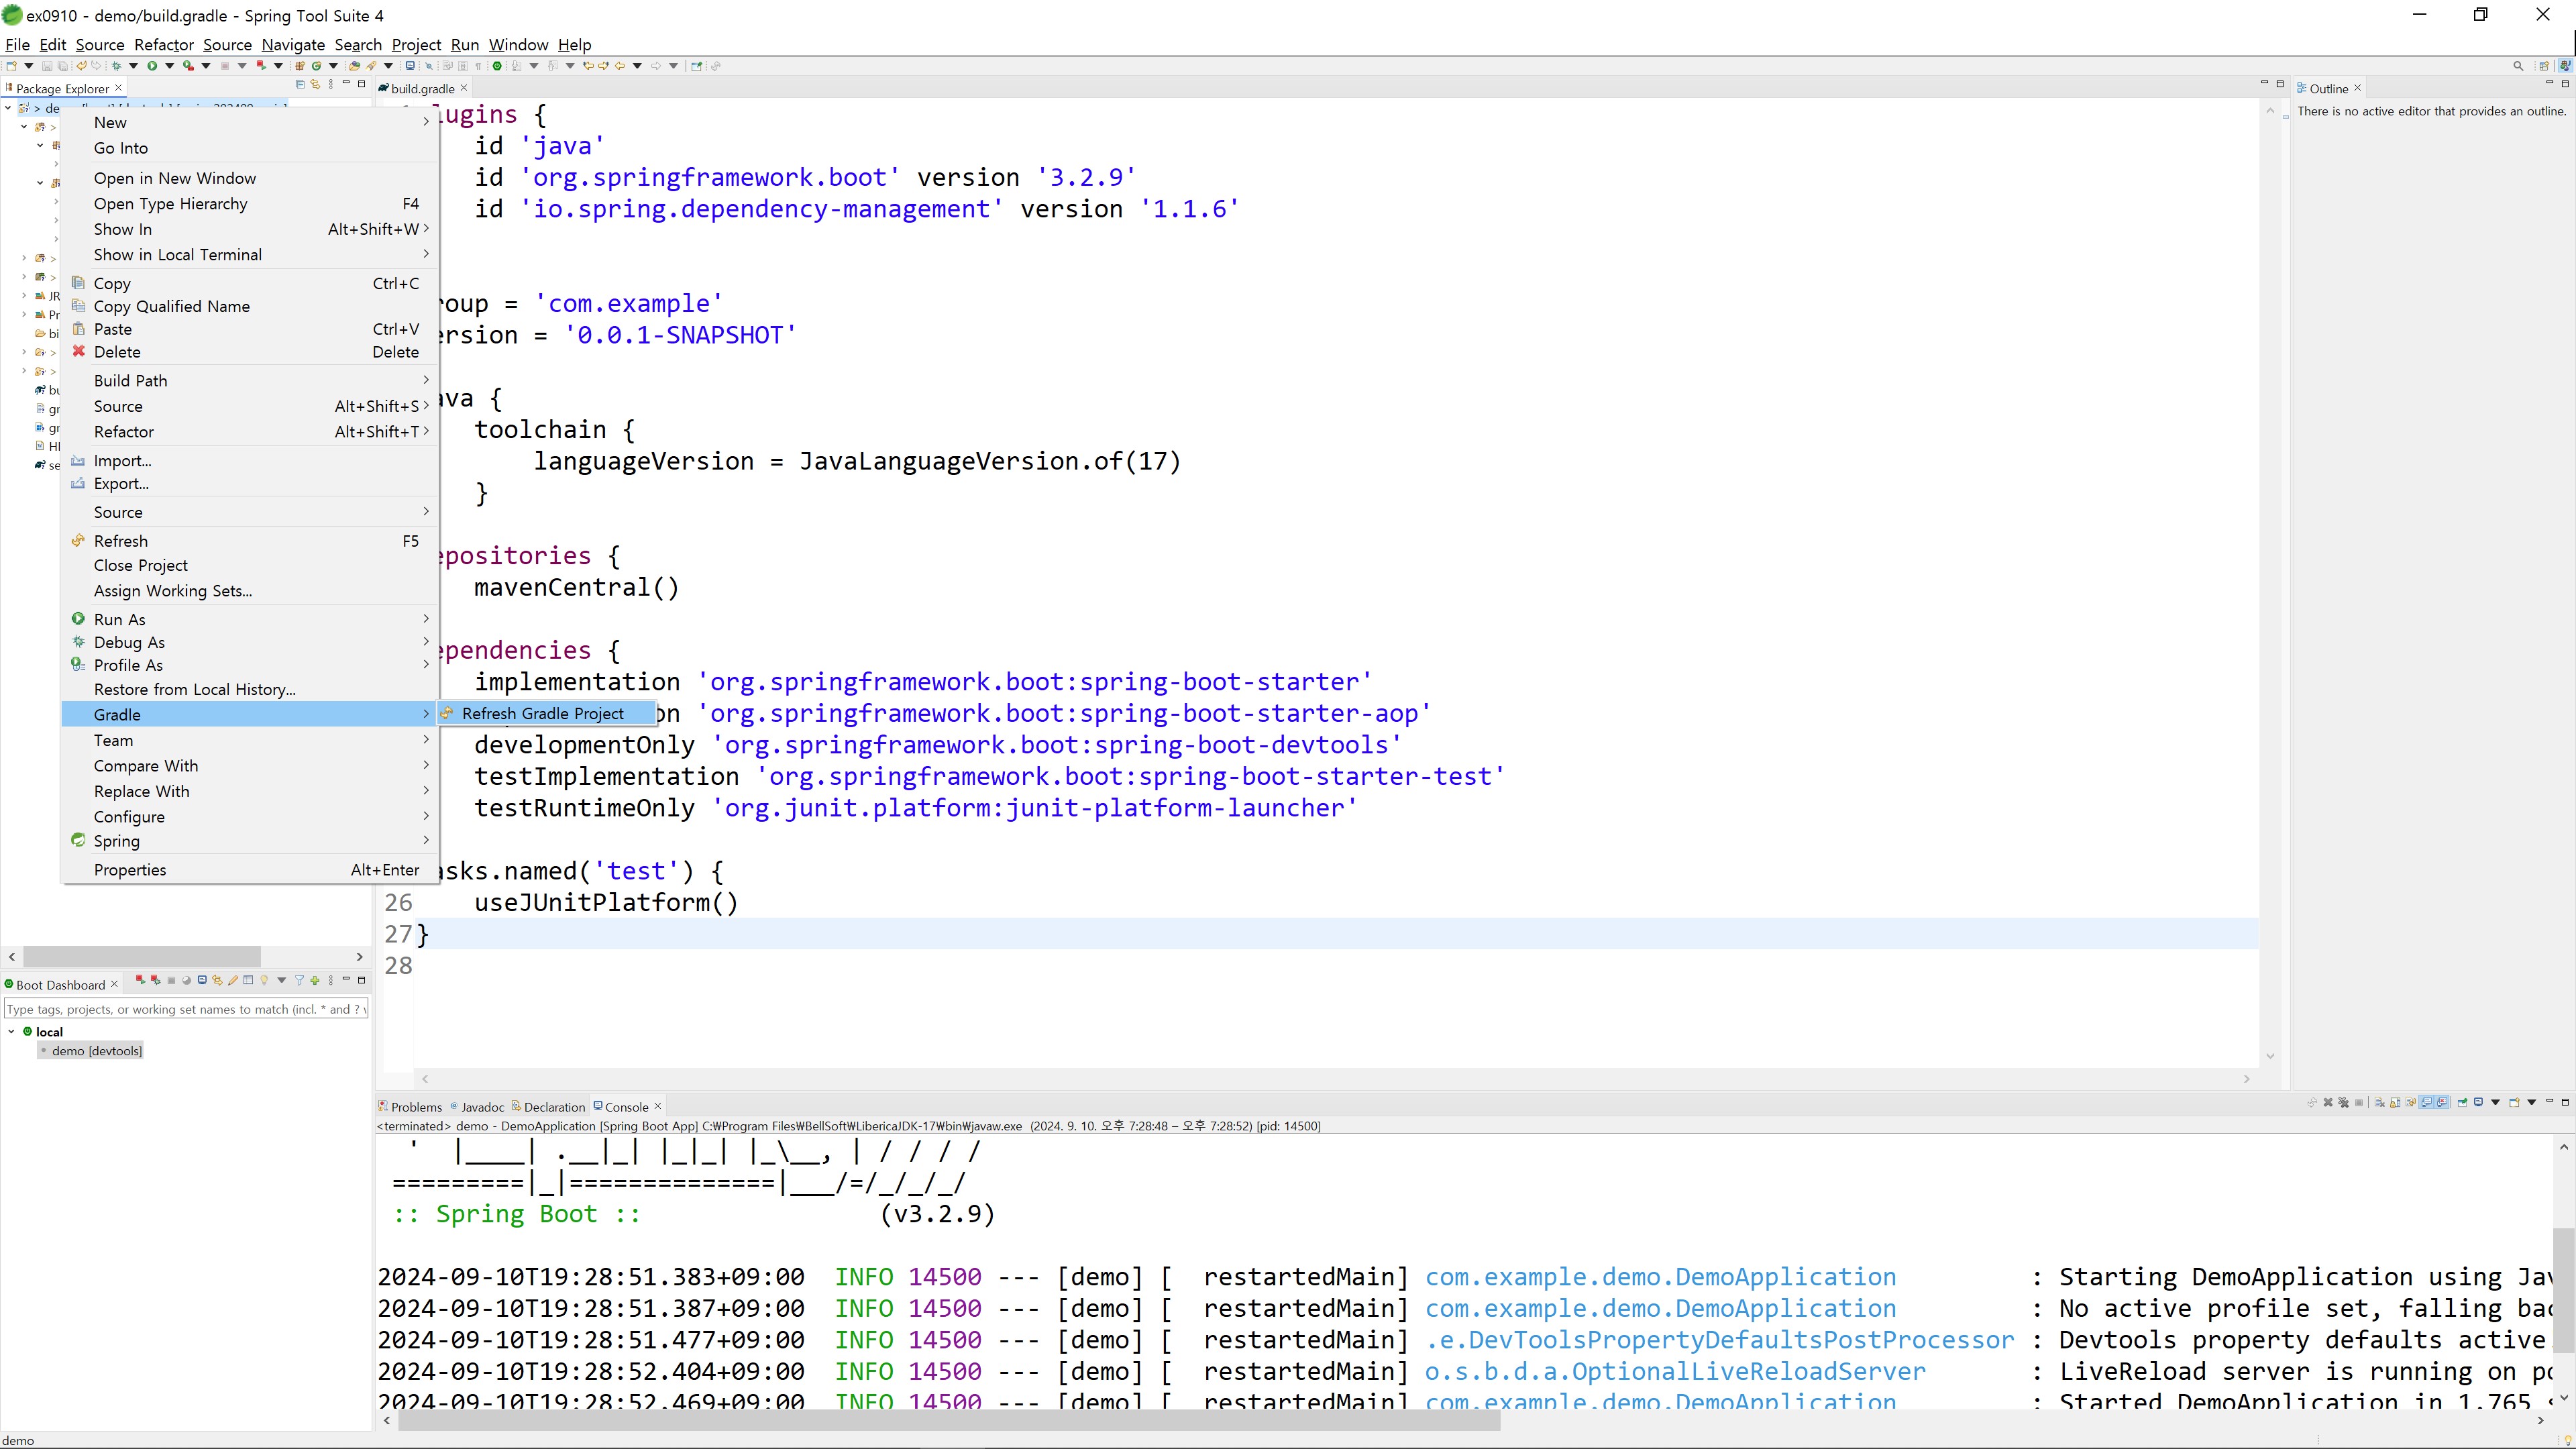 ex0910 - demo/build.gradle - Spring Tool Suite 4
File Edit Source Refactor Source Navigate Search Project Run Window Help
Package Explorer
build.gradle
Outline
There is no active editor that provides an outline.
New
Go Into
Open in New Window
Open Type Hierarchy F4
Show In Alt+Shift+W
Show in Local Terminal
Copy Ctrl+C
Copy Qualified Name
Paste Ctrl+V
Delete Delete
Build Path
Source Alt+Shift+S
Refactor Alt+Shift+T
Import...
Export...
Source
Refresh F5
Close Project
Assign Working Sets...
Run As
Debug As
Profile As
Restore from Local History...
Gradle
Refresh Gradle Project
Team
Compare With
Replace With
Configure
Spring
Properties Alt+Enter
lugins {
id 'java'
id 'org.springframework.boot' version '3.2.9'
id 'io.spring.dependency-management' version '1.1.6'
roup = 'com.example'
ersion = '0.0.1-SNAPSHOT'
ava {
toolchain {
languageVersion = JavaLanguageVersion.of(17)
}
epositories {
mavenCentral()
ependencies {
implementation 'org.springframework.boot:spring-boot-starter'
on 'org.springframework.boot:spring-boot-starter-aop'
developmentOnly 'org.springframework.boot:spring-boot-devtools'
testImplementation 'org.springframework.boot:spring-boot-starter-test'
testRuntimeOnly 'org.junit.platform:junit-platform-launcher'
asks.named('test') {
26 useJUnitPlatform()
27 }
28
Boot Dashboard
Type tags, projects, or working set names to match (incl. * and ?
local
demo [devtools]
Problems Javadoc Declaration Console
<terminated> demo - DemoApplication [Spring Boot App] C:₩Program Files₩BellSoft₩LibericaJDK-17₩bin₩javaw.exe (2024. 9. 10. 오후 7:28:48 – 오후 7:28:52) [pid: 14500]
' |____| .__|_| |_|_| |_\__, | / / / /
=========|_|==============|___/=/_/_/_/
:: Spring Boot :: (v3.2.9)
2024-09-10T19:28:51.383+09:00 INFO 14500 --- [demo] [ restartedMain] com.example.demo.DemoApplication : Starting DemoApplication using Jav
2024-09-10T19:28:51.387+09:00 INFO 14500 --- [demo] [ restartedMain] com.example.demo.DemoApplication : No active profile set, falling bac
2024-09-10T19:28:51.477+09:00 INFO 14500 --- [demo] [ restartedMain] .e.DevToolsPropertyDefaultsPostProcessor : Devtools property defaults active
2024-09-10T19:28:52.404+09:00 INFO 14500 --- [demo] [ restartedMain] o.s.b.d.a.OptionalLiveReloadServer : LiveReload server is running on po
2024-09-10T19:28:52.469+09:00 INFO 14500 --- [demo] [ restartedMain] com.example.demo.DemoApplication : Started DemoApplication in 1.765
demo